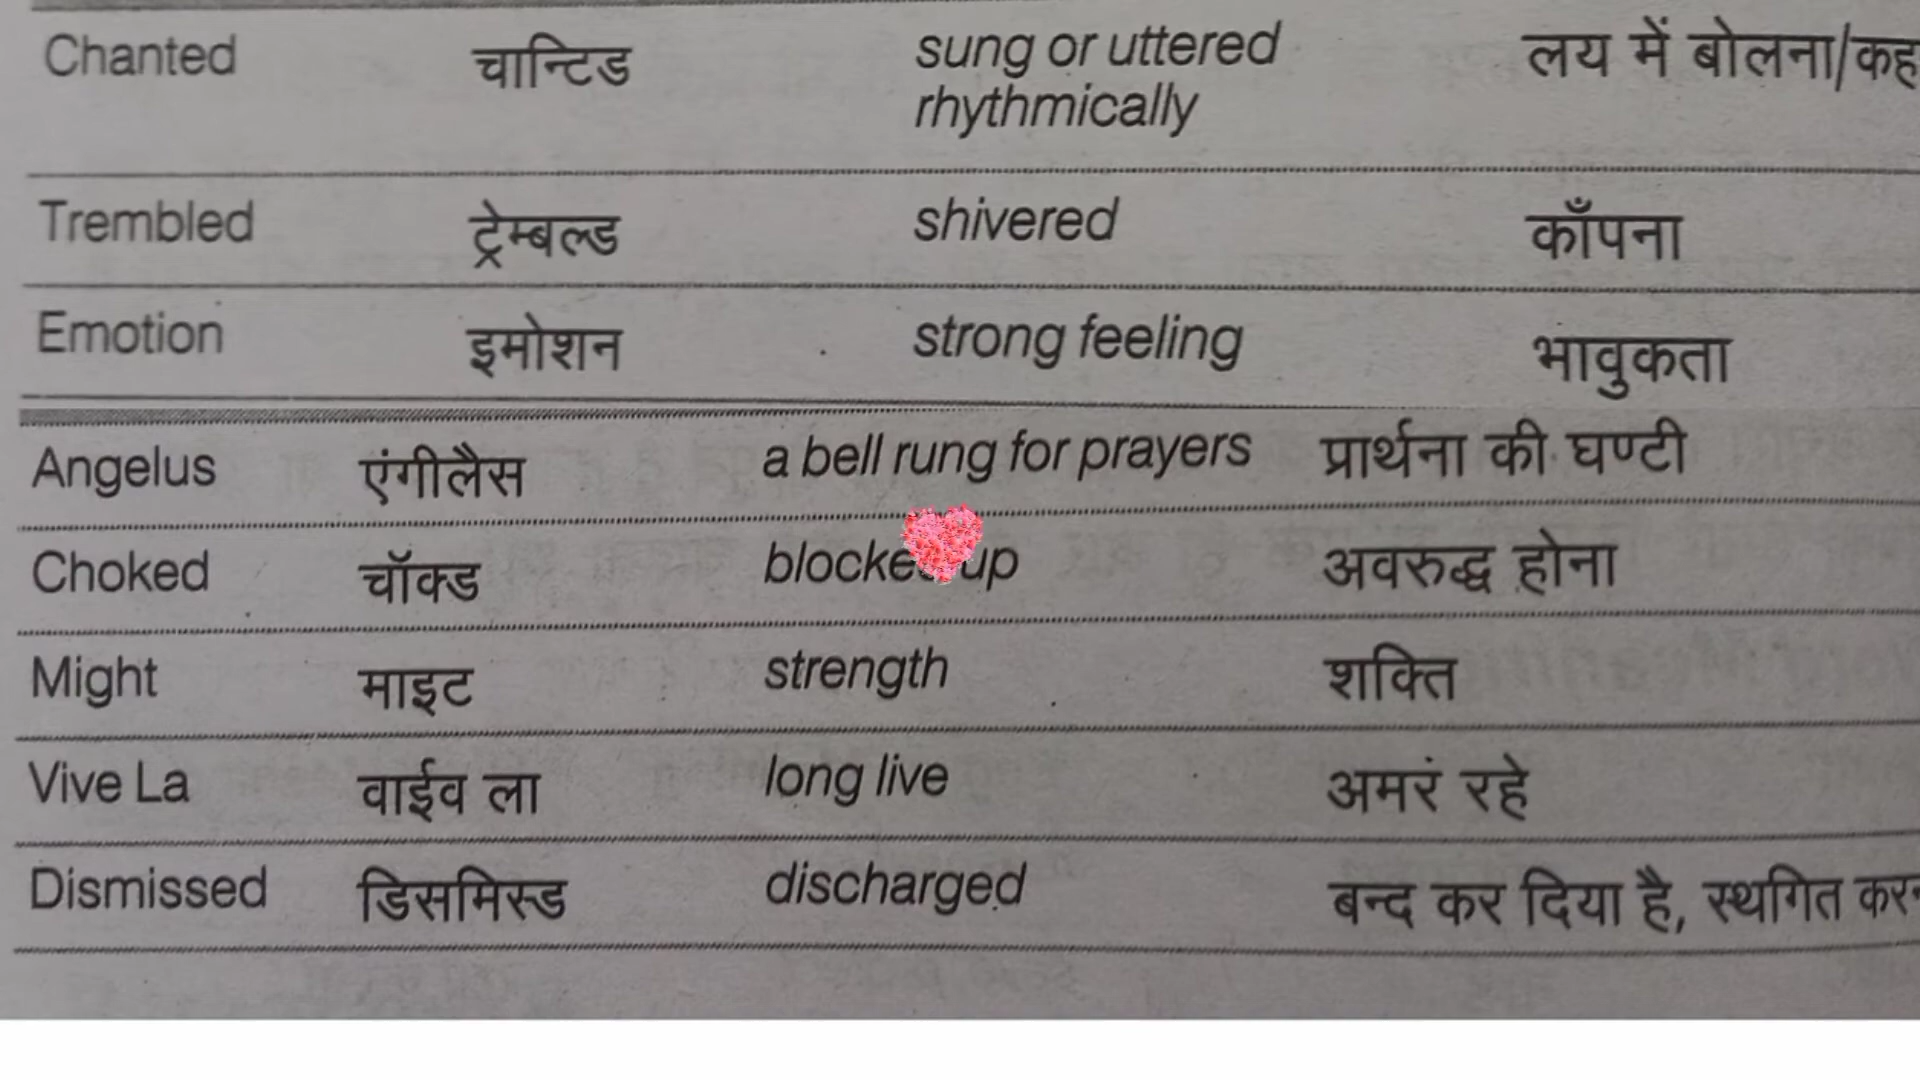 Chanted चान्टिड sung or uttered लय में बोलना/कह
rhythmically
Trembled ट्रेम्बल्ड shivered काँपना
Emotion इमोशन strong feeling भावुकता
Angelus एंगीलैस a bell rung for prayers प्रार्थना की घण्टी
Choked चॉक्ड up अवरुद्ध होना
Might माइट strength शक्ति
Vive La वाईव ला long live अमरं रहे
Dismissed डिसमिस्ड discharged बन्द कर दिया है, स्थगित